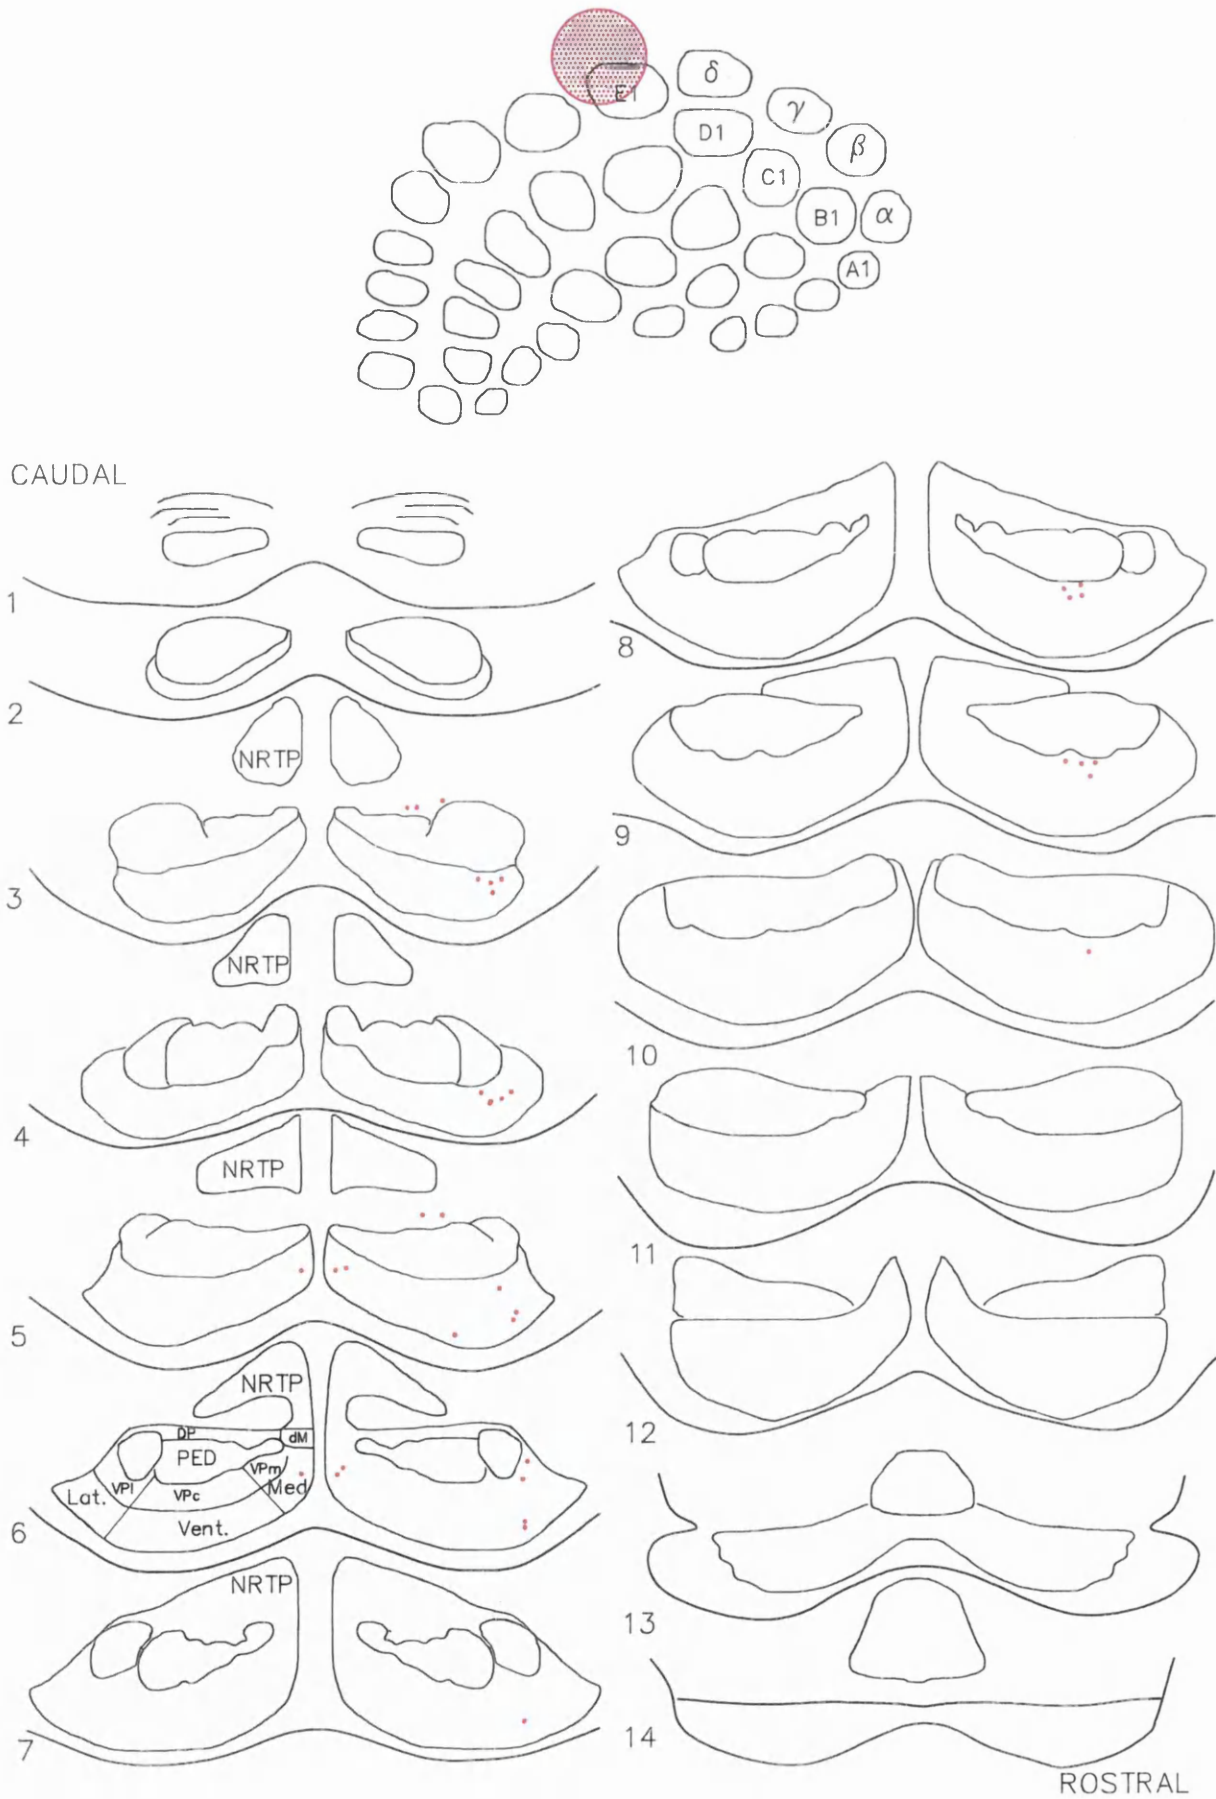 δ
E1
γ
D1
β
C1
B1
α
A1
CAUDAL
1
2
NRTP
3
NRTP
4
NRTP
5
NRTP
DP
dM
PED
VPm
Lat.
VPl
VPc
Med
Vent.
6
NRTP
7
8
9
10
11
12
13
14
ROSTRAL